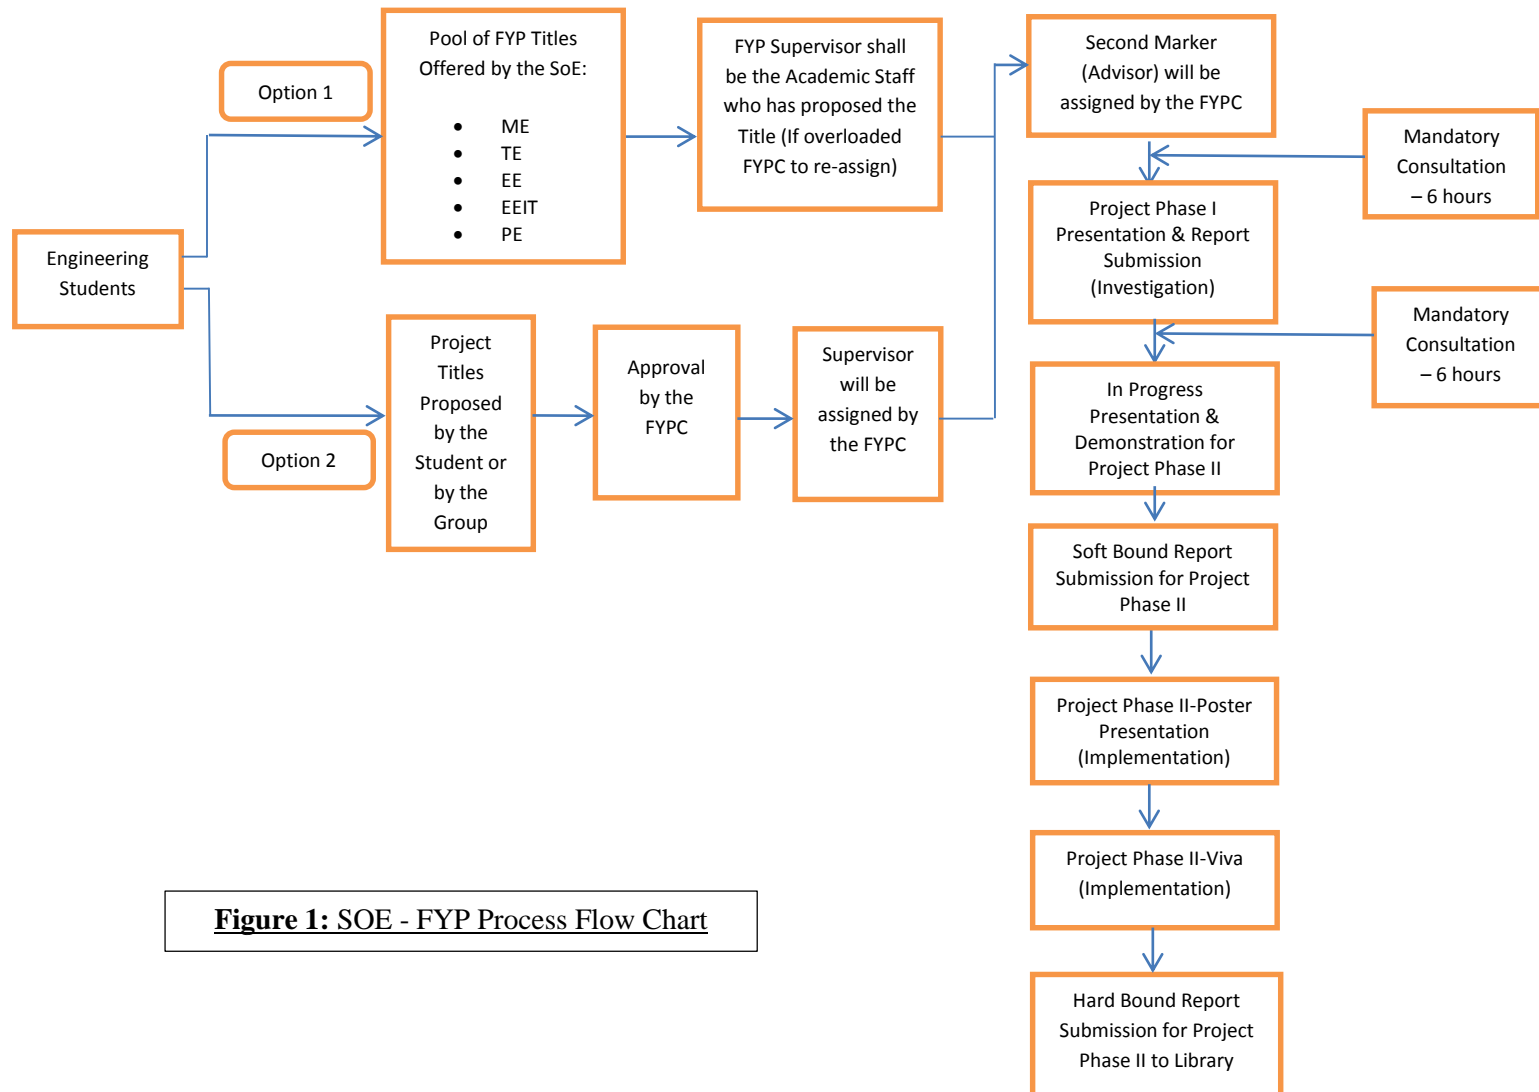 Option 1
Pool of FYP Titles
Offered by the SoE:
• ME
• TE
• EE
• EEIT
• PE
FYP Supervisor shall
be the Academic Staff
who has proposed the
Title (If overloaded
FYPC to re-assign)
Second Marker
(Advisor) will be
assigned by the FYPC
Mandatory
Consultation
– 6 hours
Engineering
Students
Project Phase I
Presentation & Report
Submission
(Investigation)
Mandatory
Consultation
– 6 hours
Option 2
Project
Titles
Proposed
by the
Student or
by the
Group
Approval
by the
FYPC
Supervisor
will be
assigned by
the FYPC
In Progress
Presentation &
Demonstration for
Project Phase II
Soft Bound Report
Submission for Project
Phase II
Project Phase II-Poster
Presentation
(Implementation)
Project Phase II-Viva
(Implementation)
Hard Bound Report
Submission for Project
Phase II to Library
Figure 1: SOE - FYP Process Flow Chart